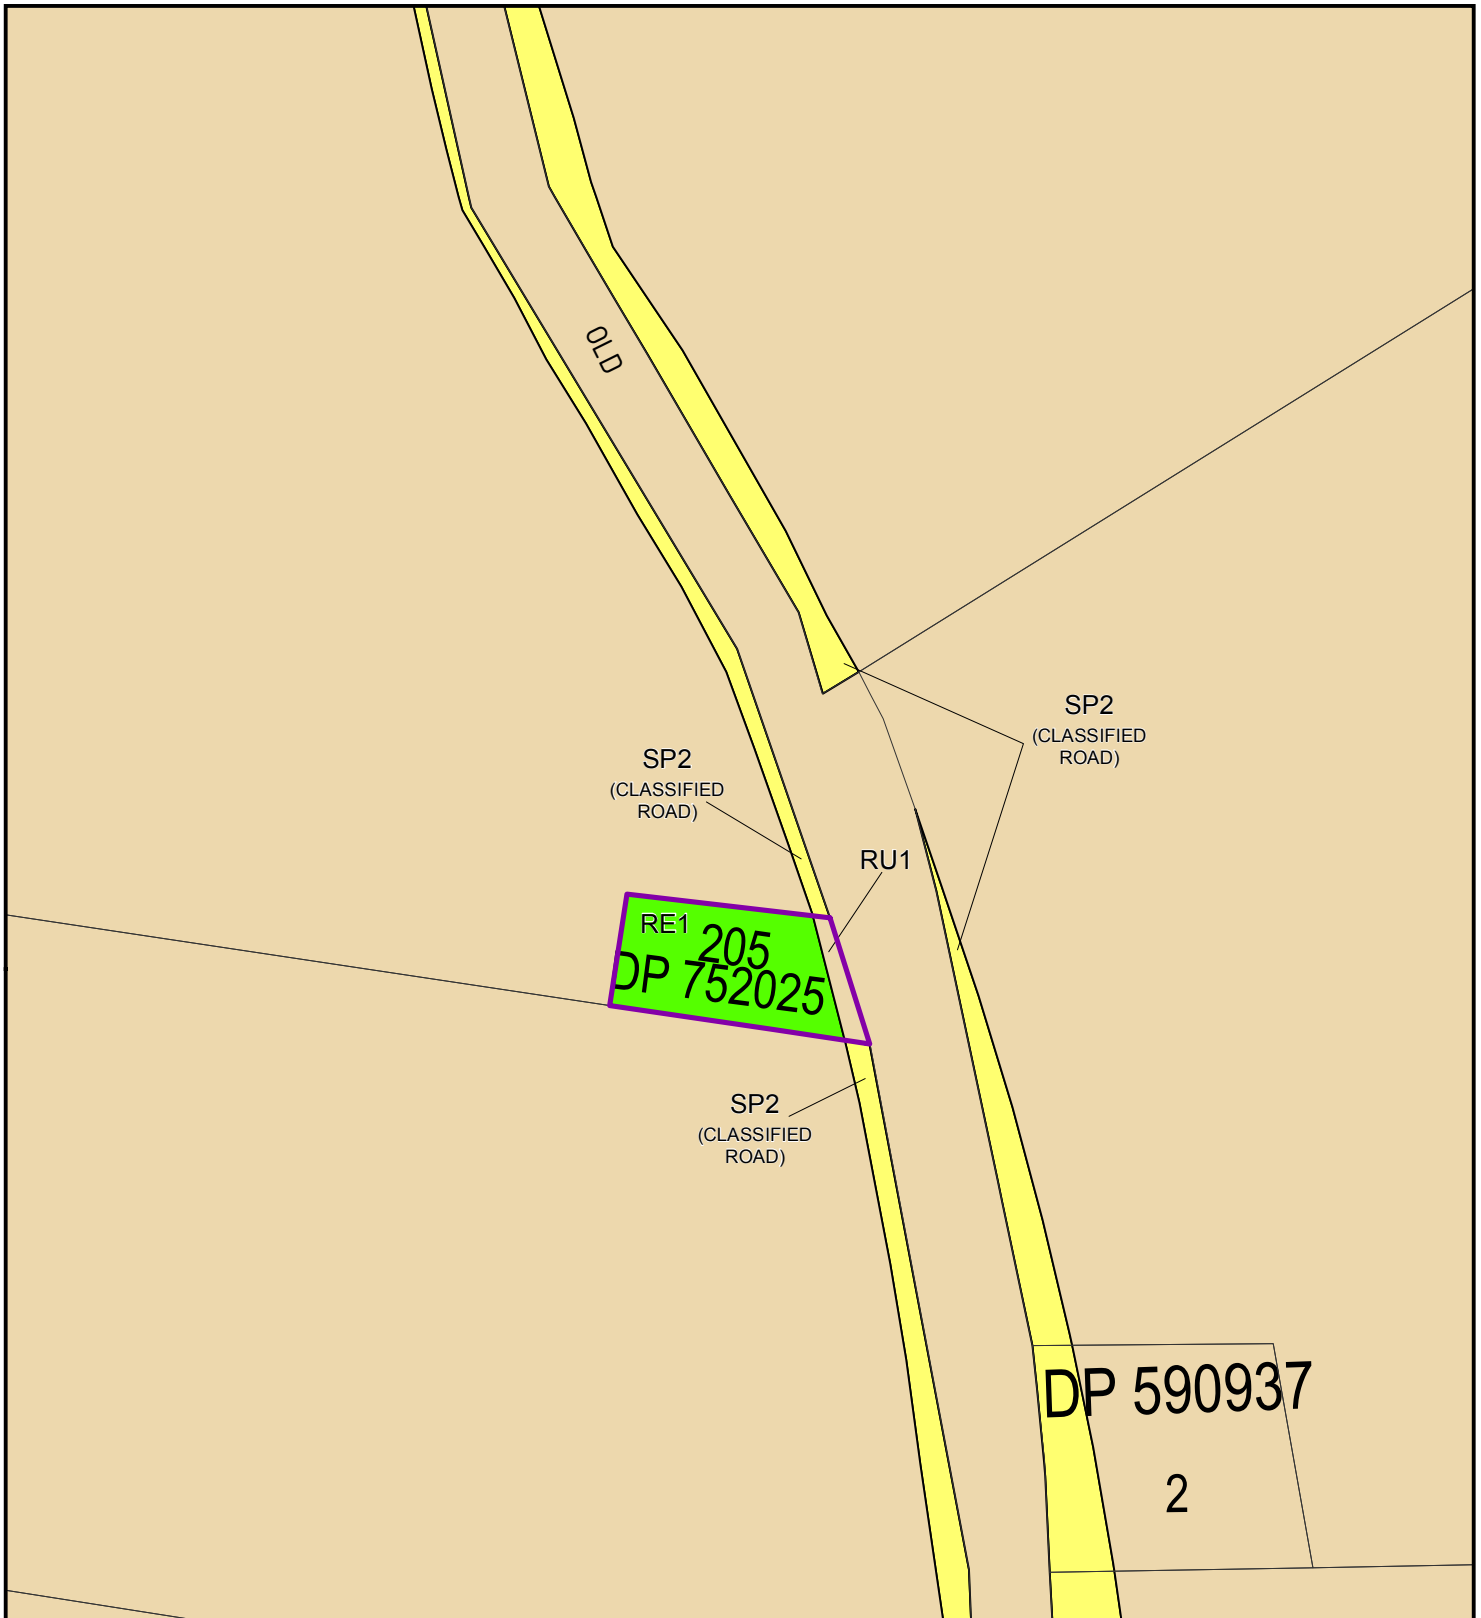 OLD
SP2
(CLASSIFIED
ROAD)
SP2
(CLASSIFIED
ROAD)
RU1
RE1
205
DP 752025
SP2
(CLASSIFIED
ROAD)
DP 590937
2